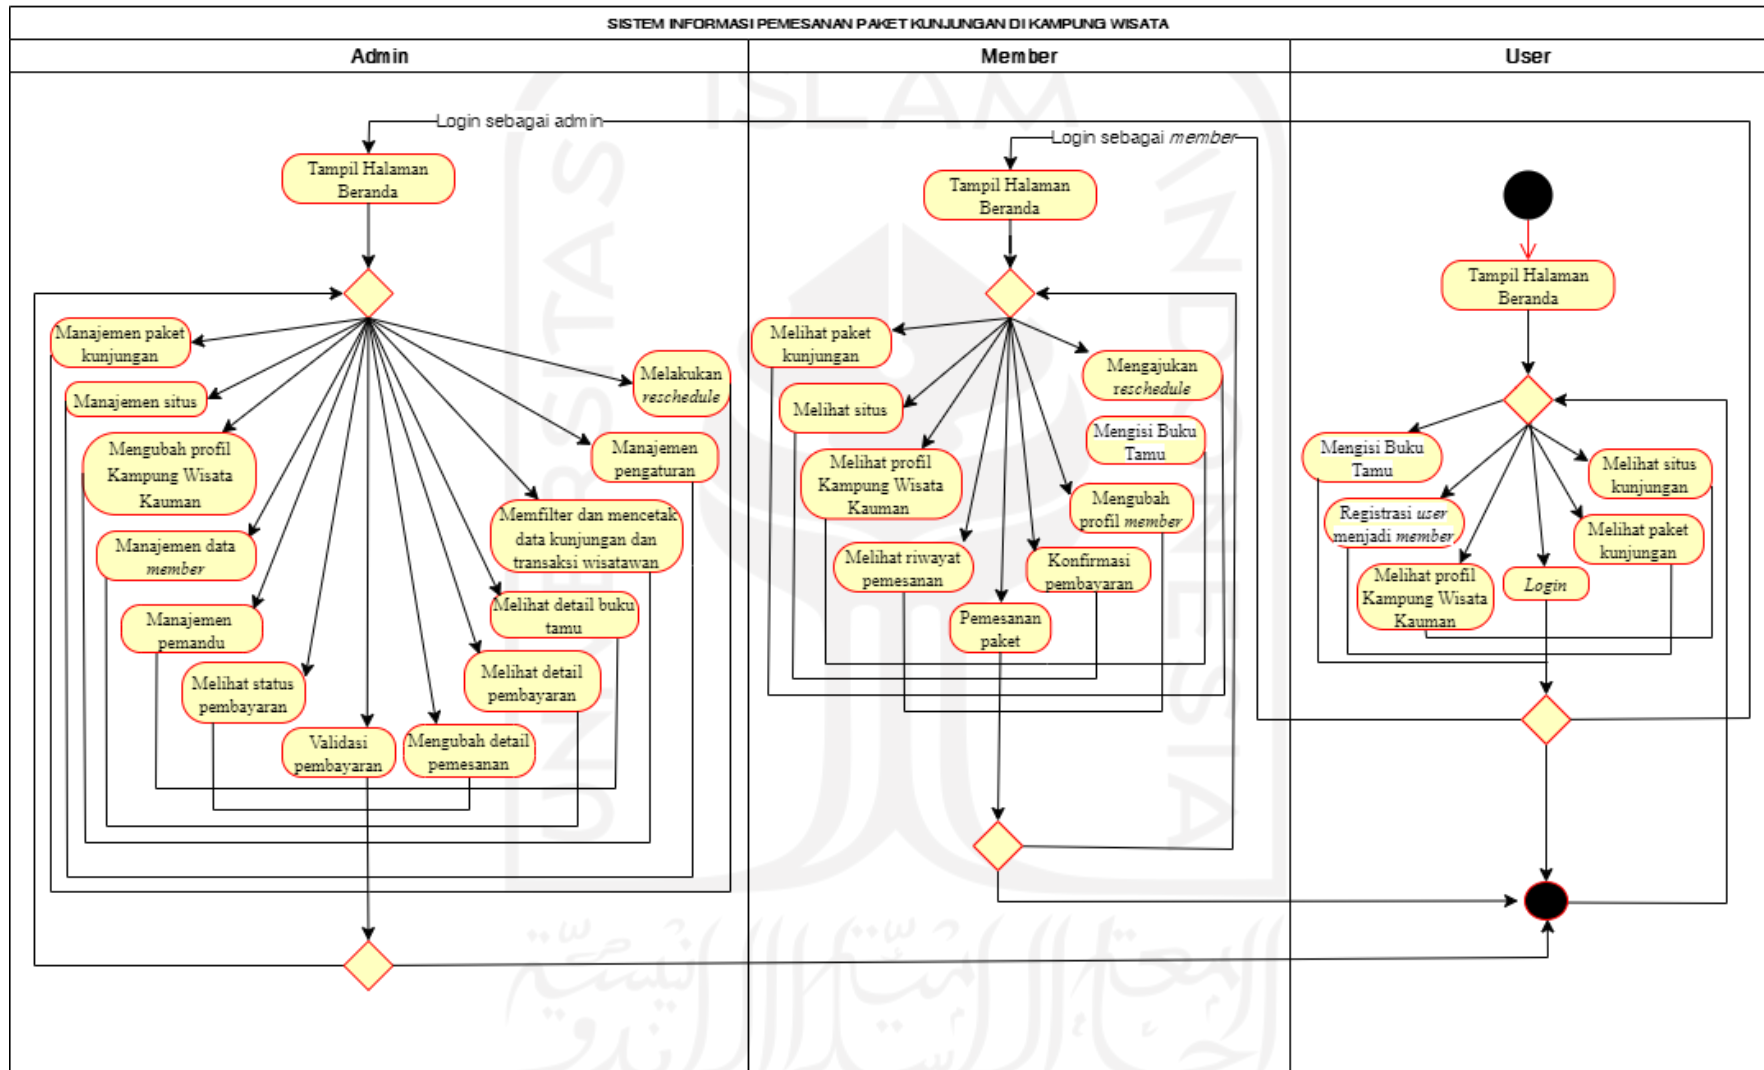 SISTEM INFORMASI PEMESANAN PAKET KUNJUNGAN DI KAMPUNG WISATA
Admin
Member
User
Login sebagai admin
Tampil Halaman
Beranda
Manajemen paket
kunjungan
Manajemen situs
Mengubah profil
Kampung Wisata
Kauman
Manajemen data
member
Manajemen
pemandu
Melihat status
pembayaran
Validasi
pembayaran
Mengubah detail
pemesanan
Melihat detail
pembayaran
Melihat detail buku
tamu
Memfilter dan mencetak
data kunjungan dan
transaksi wisatawan
Manajemen
pengaturan
Melakukan
reschedule
Login sebagai member
Tampil Halaman
Beranda
Melihat paket
kunjungan
Melihat situs
Melihat profil
Kampung Wisata
Kauman
Melihat riwayat
pemesanan
Pemesanan
paket
Konfirmasi
pembayaran
Mengubah
profil member
Mengisi Buku
Tamu
Mengajukan
reschedule
Tampil Halaman
Beranda
Mengisi Buku
Tamu
Registrasi user
menjadi member
Melihat profil
Kampung Wisata
Kauman
Login
Melihat paket
kunjungan
Melihat situs
kunjungan
UNIVERSITAS
ISLAM
INDONESIA